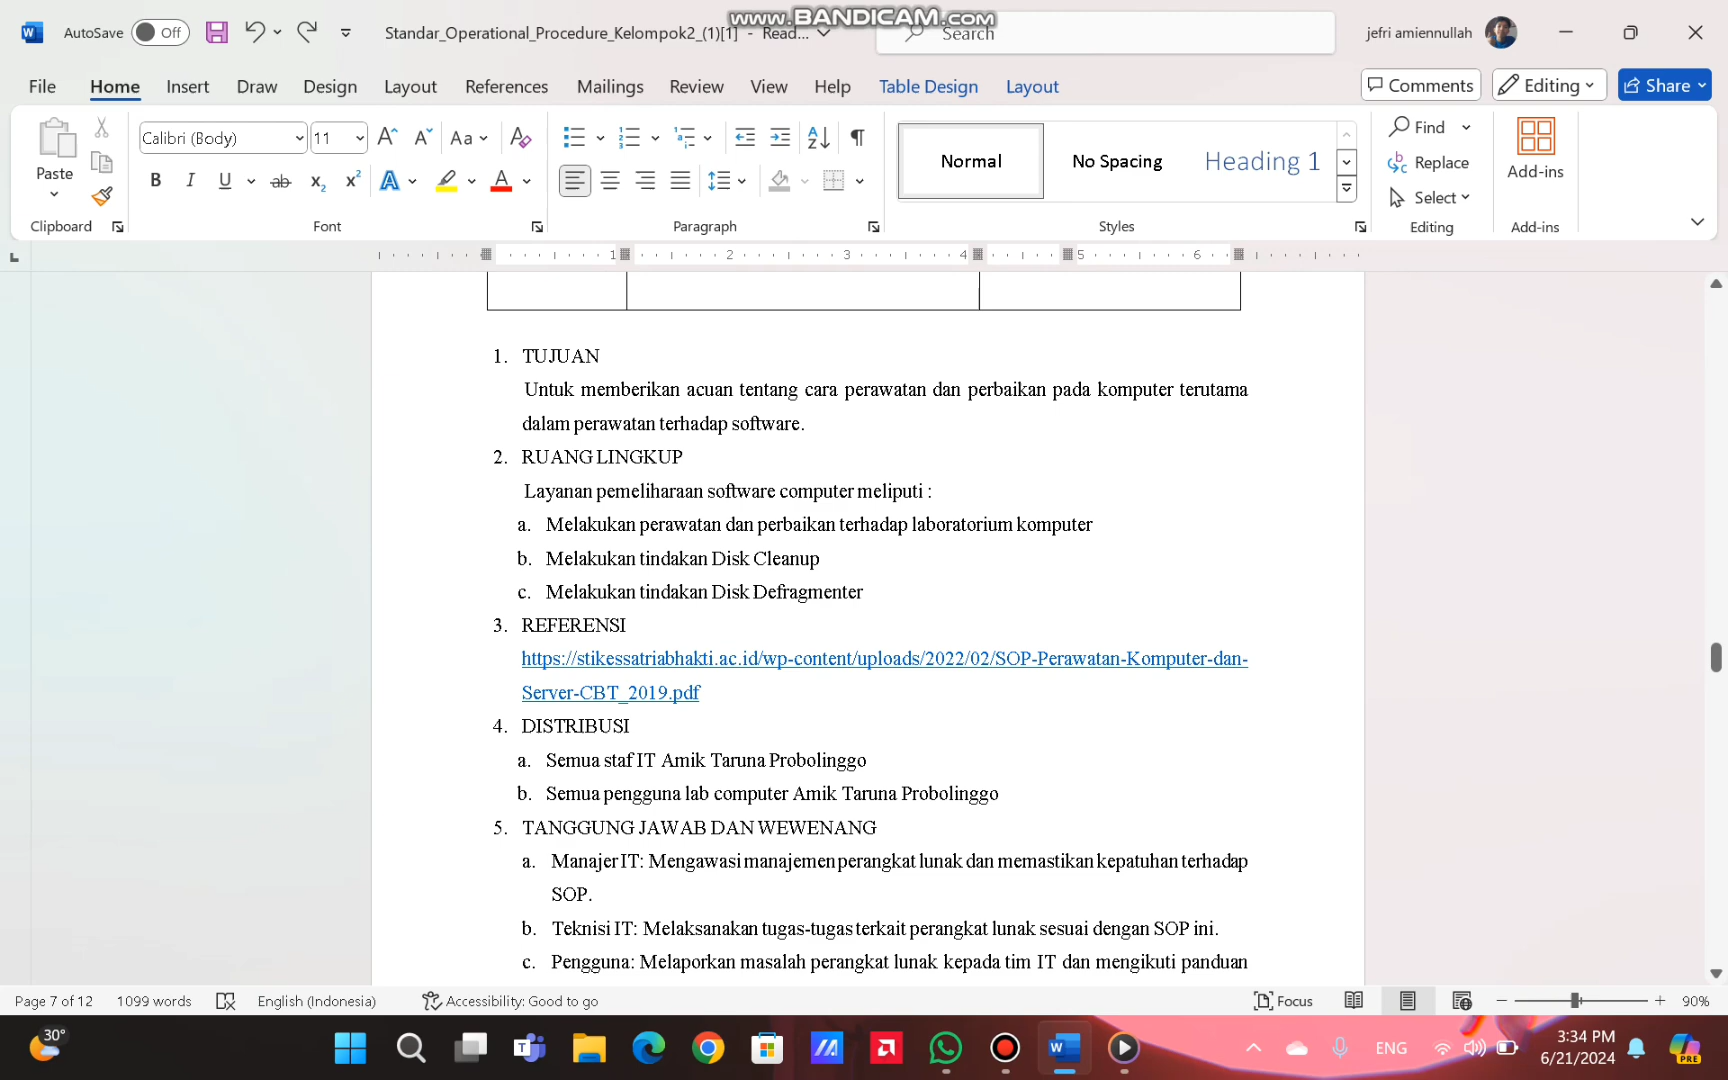 www.BANDICAM.com
AutoSave Off Standar_Operational_Procedure_Kelompok2_(1)[1] - Read... Search jefri amiennullah
File Home Insert Draw Design Layout References Mailings Review View Help Table Design Layout Comments Editing Share
Paste Calibri (Body) 11 Aa Normal No Spacing Heading 1 Find Replace Select Add-ins
Clipboard Font Paragraph Styles Editing Add-ins
1 2 3 4 5 6
1. TUJUAN
Untuk memberikan acuan tentang cara perawatan dan perbaikan pada komputer terutama
dalam perawatan terhadap software.
2. RUANG LINGKUP
Layanan pemeliharaan software computer meliputi :
a. Melakukan perawatan dan perbaikan terhadap laboratorium komputer
b. Melakukan tindakan Disk Cleanup
c. Melakukan tindakan Disk Defragmenter
3. REFERENSI
https://stikessatriabhakti.ac.id/wp-content/uploads/2022/02/SOP-Perawatan-Komputer-dan-
Server-CBT_2019.pdf
4. DISTRIBUSI
a. Semua staf IT Amik Taruna Probolinggo
b. Semua pengguna lab computer Amik Taruna Probolinggo
5. TANGGUNG JAWAB DAN WEWENANG
a. Manajer IT: Mengawasi manajemen perangkat lunak dan memastikan kepatuhan terhadap
SOP.
b. Teknisi IT: Melaksanakan tugas-tugas terkait perangkat lunak sesuai dengan SOP ini.
c. Pengguna: Melaporkan masalah perangkat lunak kepada tim IT dan mengikuti panduan
Page 7 of 12 1099 words English (Indonesia) Accessibility: Good to go Focus 90%
30° ENG 3:34 PM
6/21/2024 PRE